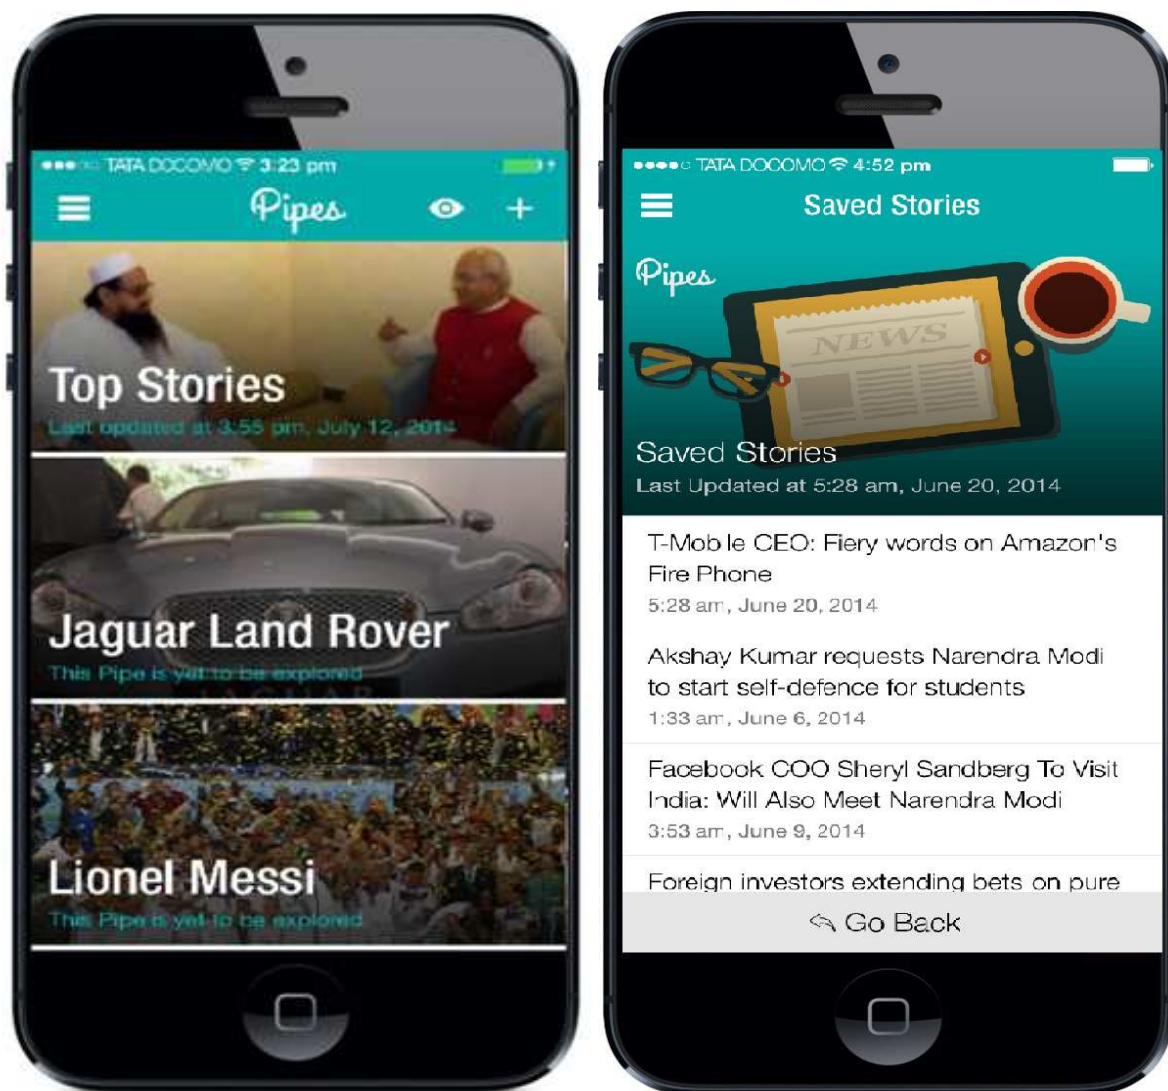 TATA DOCOMO 3:23 pm
Pipes
Top Stories
Last updated at 3:55 pm, July 12, 2014
Jaguar Land Rover
This Pipe is yet to be explored
JAGUAR
Lionel Messi
This Pipe is yet to be explored
TATA DOCOMO 4:52 pm
Saved Stories
Pipes
NEWS
Saved Stories
Last Updated at 5:28 am, June 20, 2014
T-Mobile CEO: Fiery words on Amazon's
Fire Phone
5:28 am, June 20, 2014
Akshay Kumar requests Narendra Modi
to start self-defence for students
1:33 am, June 6, 2014
Facebook COO Sheryl Sandberg To Visit
India: Will Also Meet Narendra Modi
3:53 am, June 9, 2014
Foreign investors extending bets on pure
Go Back